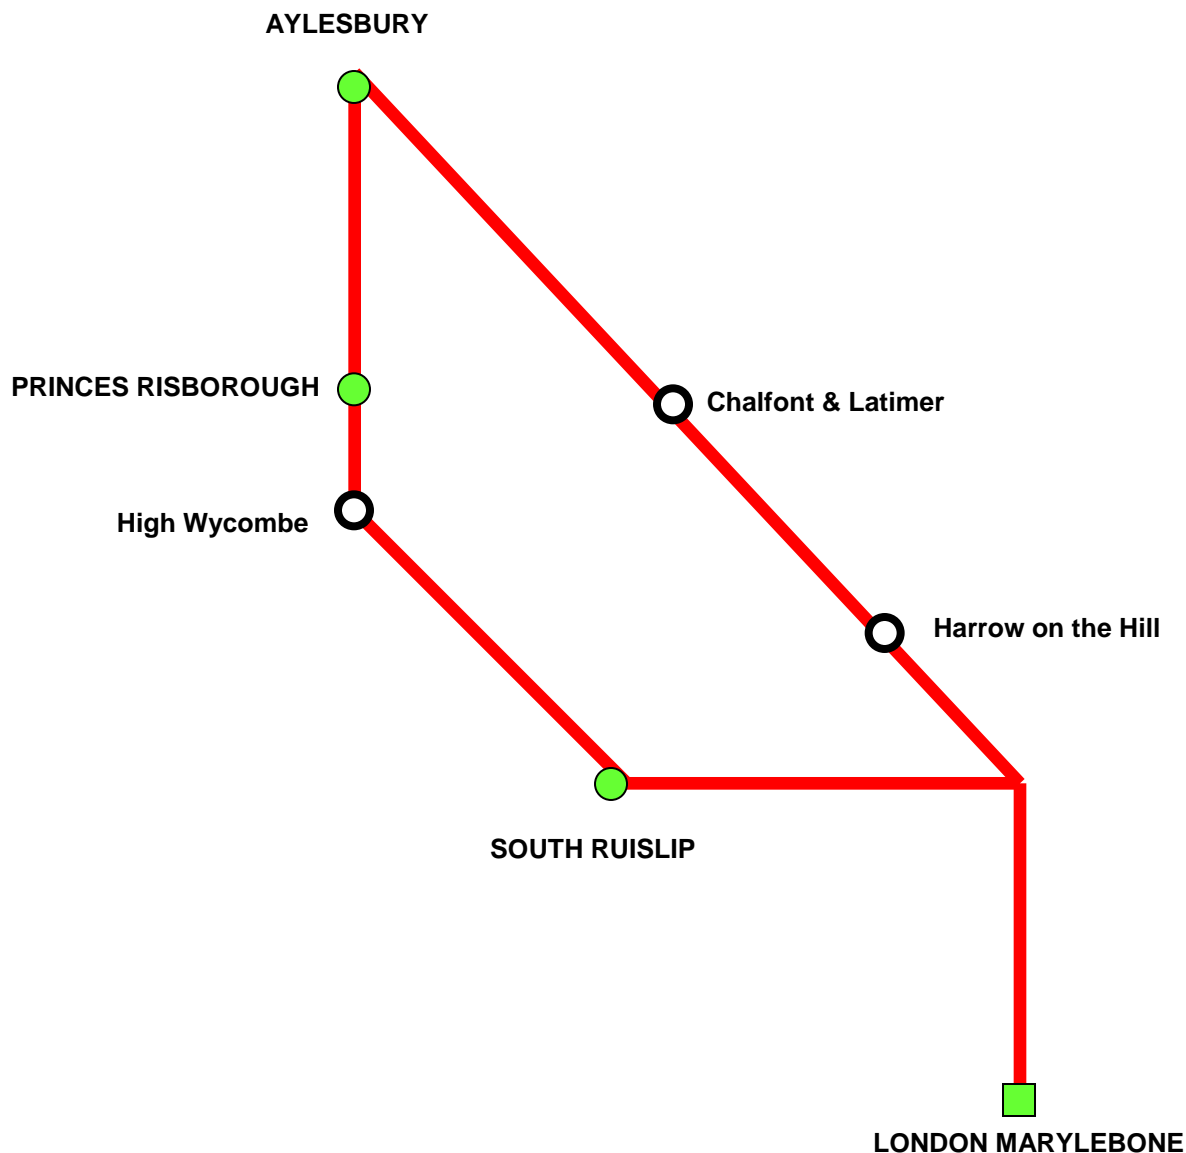 AYLESBURY
PRINCES RISBOROUGH
Chalfont & Latimer
High Wycombe
Harrow on the Hill
SOUTH RUISLIP
LONDON MARYLEBONE